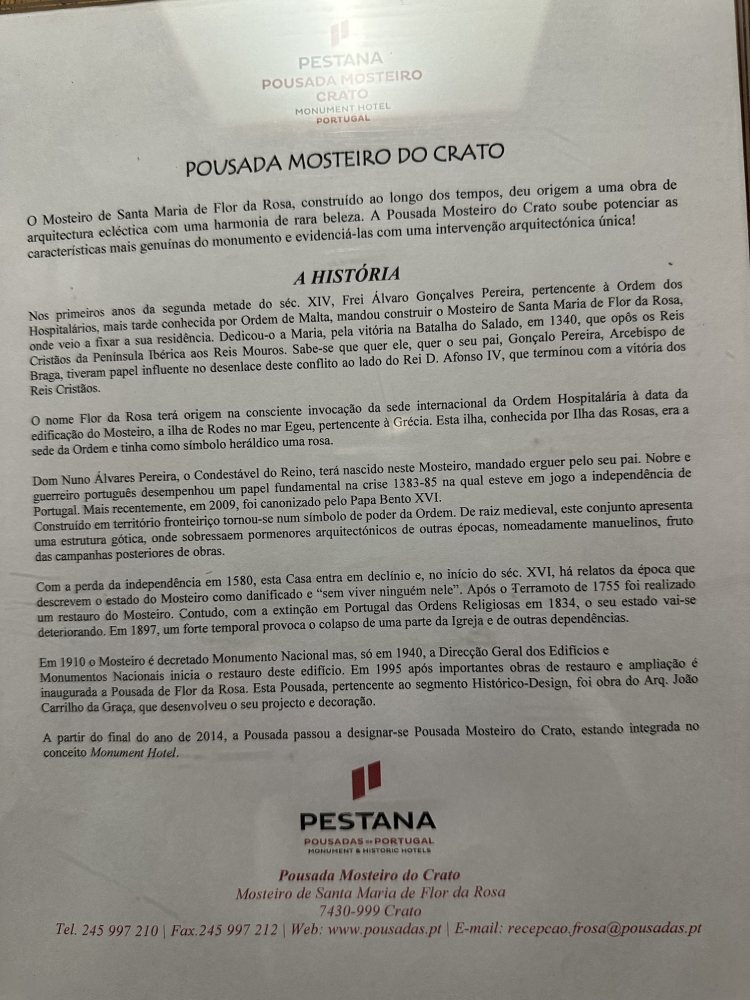 PESTANA
POUSADA MOSTEIRO
CRATO
MONUMENT HOTEL
PORTUGAL
POUSADA MOSTEIRO DO CRATO
O Mosteiro de Santa Maria de Flor da Rosa, construído ao longo dos tempos, deu origem a uma obra de
arquitectura ecléctica com uma harmonia de rara beleza. A Pousada Mosteiro do Crato soube potenciar as
características mais genuínas do monumento e evidenciá-las com uma intervenção arquitectónica única!
A HISTÓRIA
Nos primeiros anos da segunda metade do séc. XIV, Frei Álvaro Gonçalves Pereira, pertencente à Ordem dos
Hospitalários, mais tarde conhecida por Ordem de Malta, mandou construir o Mosteiro de Santa Maria de Flor da Rosa,
onde veio a fixar a sua residência. Dedicou-o a Maria, pela vitória na Batalha do Salado, em 1340, que opôs os Reis
Cristãos da Península Ibérica aos Reis Mouros. Sabe-se que quer ele, quer o seu pai, Gonçalo Pereira, Arcebispo de
Braga, tiveram papel influente no desenlace deste conflito ao lado do Rei D. Afonso IV, que terminou com a vitória dos
Reis Cristãos.
O nome Flor da Rosa terá origem na consciente invocação da sede internacional da Ordem Hospitalária à data da
edificação do Mosteiro, a ilha de Rodes no mar Egeu, pertencente à Grécia. Esta ilha, conhecida por Ilha das Rosas, era a
sede da Ordem e tinha como símbolo heráldico uma rosa.
Dom Nuno Álvares Pereira, o Condestável do Reino, terá nascido neste Mosteiro, mandado erguer pelo seu pai. Nobre e
guerreiro português desempenhou um papel fundamental na crise 1383-85 na qual esteve em jogo a independência de
Portugal. Mais recentemente, em 2009, foi canonizado pelo Papa Bento XVI.
Construído em território fronteiriço tornou-se num símbolo de poder da Ordem. De raiz medieval, este conjunto apresenta
uma estrutura gótica, onde sobressaem pormenores arquitectónicos de outras épocas, nomeadamente manuelinos, fruto
das campanhas posteriores de obras.
Com a perda da independência em 1580, esta Casa entra em declínio e, no início do séc. XVI, há relatos da época que
descrevem o estado do Mosteiro como danificado e “sem viver ninguém nele”. Após o Terramoto de 1755 foi realizado
um restauro do Mosteiro. Contudo, com a extinção em Portugal das Ordens Religiosas em 1834, o seu estado vai-se
deteriorando. Em 1897, um forte temporal provoca o colapso de uma parte da Igreja e de outras dependências.
Em 1910 o Mosteiro é decretado Monumento Nacional mas, só em 1940, a Direcção Geral dos Edifícios e
Monumentos Nacionais inicia o restauro deste edifício. Em 1995 após importantes obras de restauro e ampliação é
inaugurada a Pousada de Flor da Rosa. Esta Pousada, pertencente ao segmento Histórico-Design, foi obra do Arq. João
Carrilho da Graça, que desenvolveu o seu projecto e decoração.
A partir do final do ano de 2014, a Pousada passou a designar-se Pousada Mosteiro do Crato, estando integrada no
conceito Monument Hotel.
PESTANA
POUSADAS DE PORTUGAL
MONUMENT & HISTORIC HOTELS
Pousada Mosteiro do Crato
Mosteiro de Santa Maria de Flor da Rosa
7430-999 Crato
Tel. 245 997 210 | Fax.245 997 212 | Web: www.pousadas.pt | E-mail: recepcao.frosa@pousadas.pt